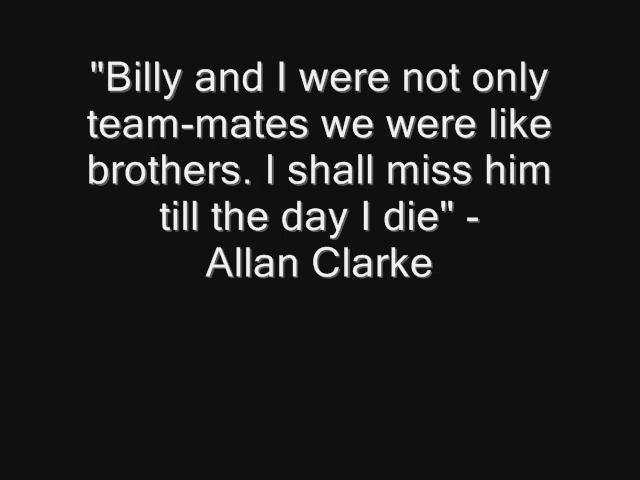 "Billy and I were not only
team-mates we were like
brothers. I shall miss him
till the day I die" -
Allan Clarke